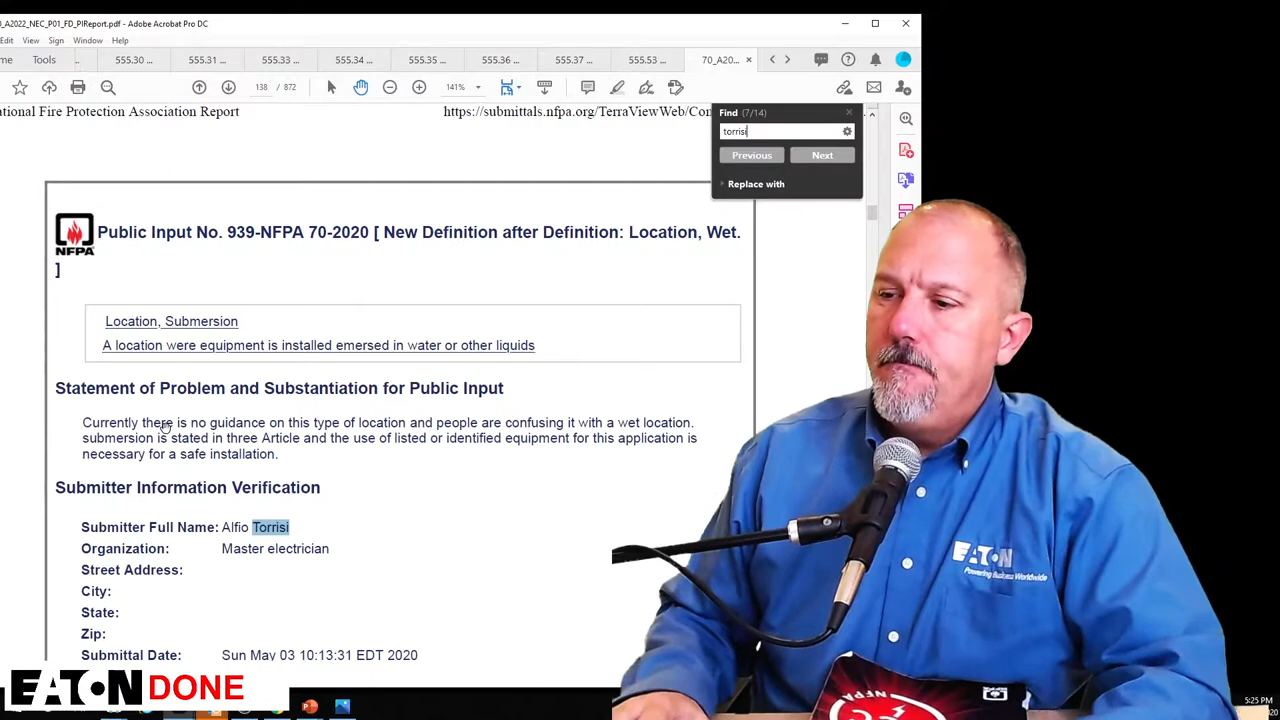 0_A2022_NEC_P01_FD_PIReport.pdf - Adobe Acrobat Pro DC
Edit View Sign Window Help
me Tools 555.30 ... 555.31 ... 555.33 ... 555.34 ... 555.35 ... 555.36 ... 555.37 ... 555.53 ... 70_A20... ×
138 / 872 141%
ational Fire Protection Association Report https://submittals.nfpa.org/TerraViewWeb/Con
Find (7/14)
torrisi
Previous Next
Replace with
NFPA
Public Input No. 939-NFPA 70-2020 [ New Definition after Definition: Location, Wet.
]
Location, Submersion
A location were equipment is installed emersed in water or other liquids
Statement of Problem and Substantiation for Public Input
Currently there is no guidance on this type of location and people are confusing it with a wet location.
submersion is stated in three Article and the use of listed or identified equipment for this application is
necessary for a safe installation.
Submitter Information Verification
Submitter Full Name: Alfio Torrisi
Organization: Master electrician
Street Address:
City:
State:
Zip:
Submittal Date: Sun May 03 10:13:31 EDT 2020
EATON
Powering Business Worldwide
NFPA
EATON DONE
5:25 PM